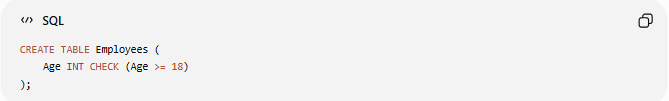 SQL
CREATE TABLE Employees (
    Age INT CHECK (Age >= 18)
);